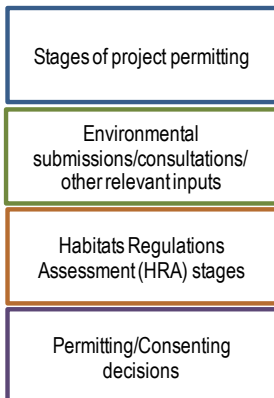 Stages of project permitting
Environmental
submissions/consultations/
other relevant inputs
Habitats Regulations
Assessment (HRA) stages
Permitting/Consenting
decisions